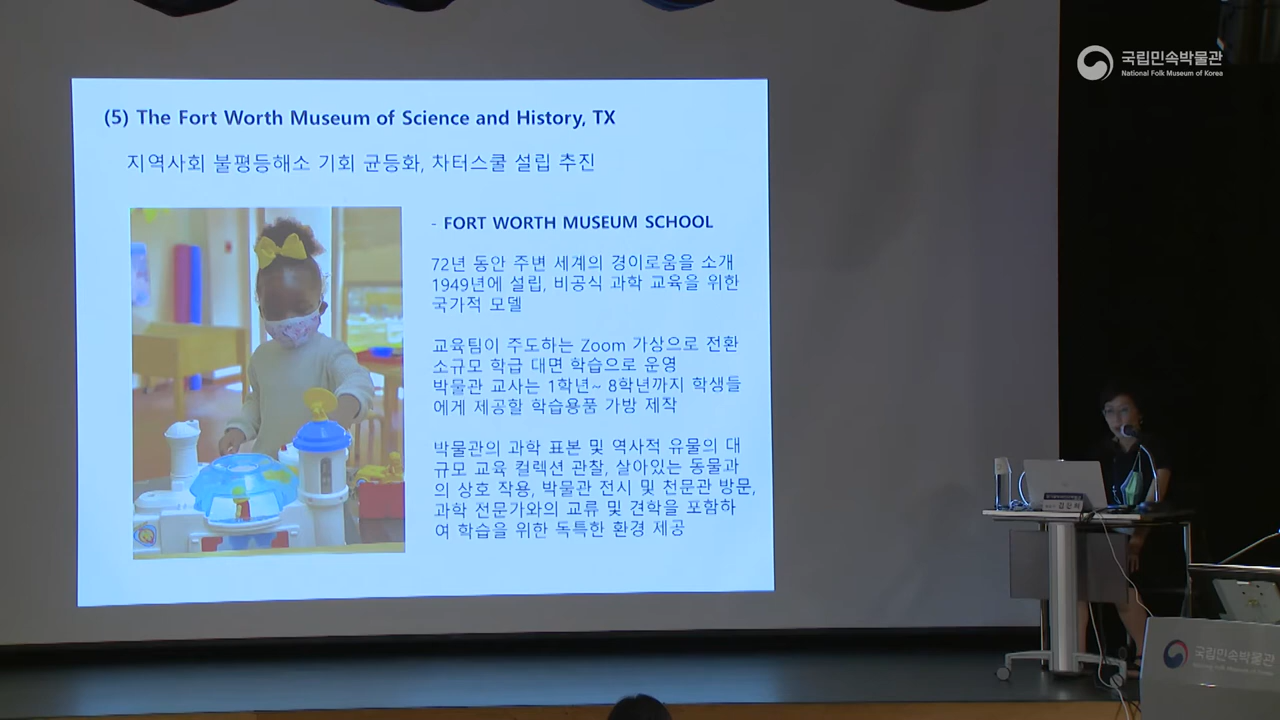 국립민속박물관
National Folk Museum of Korea
(5) The Fort Worth Museum of Science and History, TX
지역사회 불평등해소 기회 균등화, 차터스쿨 설립 추진
- FORT WORTH MUSEUM SCHOOL
72년 동안 주변 세계의 경이로움을 소개
1949년에 설립, 비공식 과학 교육을 위한
국가적 모델
교육팀이 주도하는 Zoom 가상으로 전환
소규모 학급 대면 학습으로 운영
박물관 교사는 1학년~ 8학년까지 학생들
에게 제공할 학습용품 가방 제작
박물관의 과학 표본 및 역사적 유물의 대
규모 교육 컬렉션 관찰, 살아있는 동물과
의 상호 작용, 박물관 전시 및 천문관 방문,
과학 전문가와의 교류 및 견학을 포함하
여 학습을 위한 독특한 환경 제공
국립민속박물관
National Folk Museum of Korea